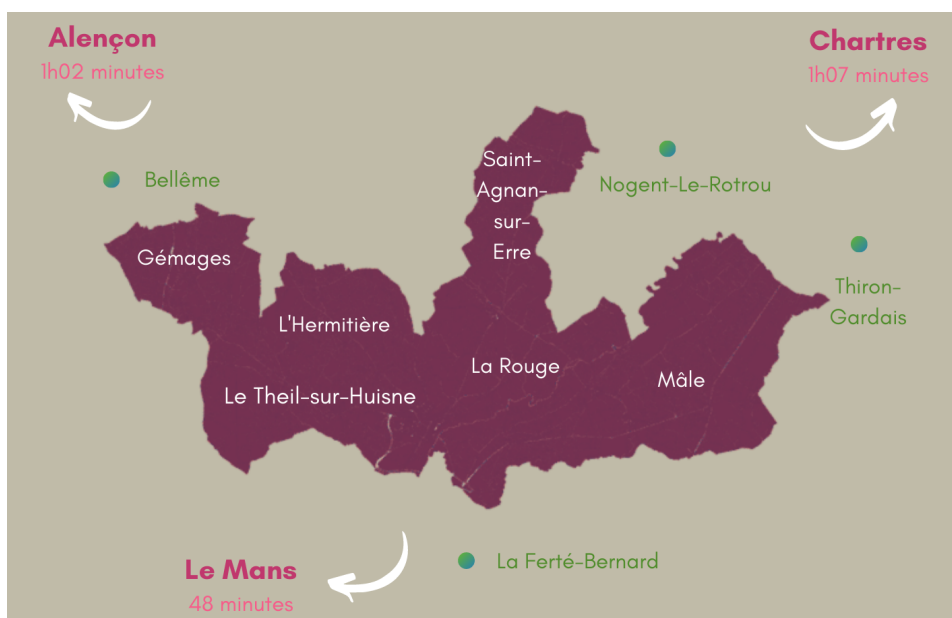 Alençon
1h02 minutes
Chartres
1h07 minutes
Saint-
Agnan-
sur-
Erre
Nogent-Le-Rotrou
Bellême
Gémages
Thiron-
Gardais
L'Hermitière
La Rouge
Mâle
Le Theil-sur-Huisne
La Ferté-Bernard
Le Mans
48 minutes